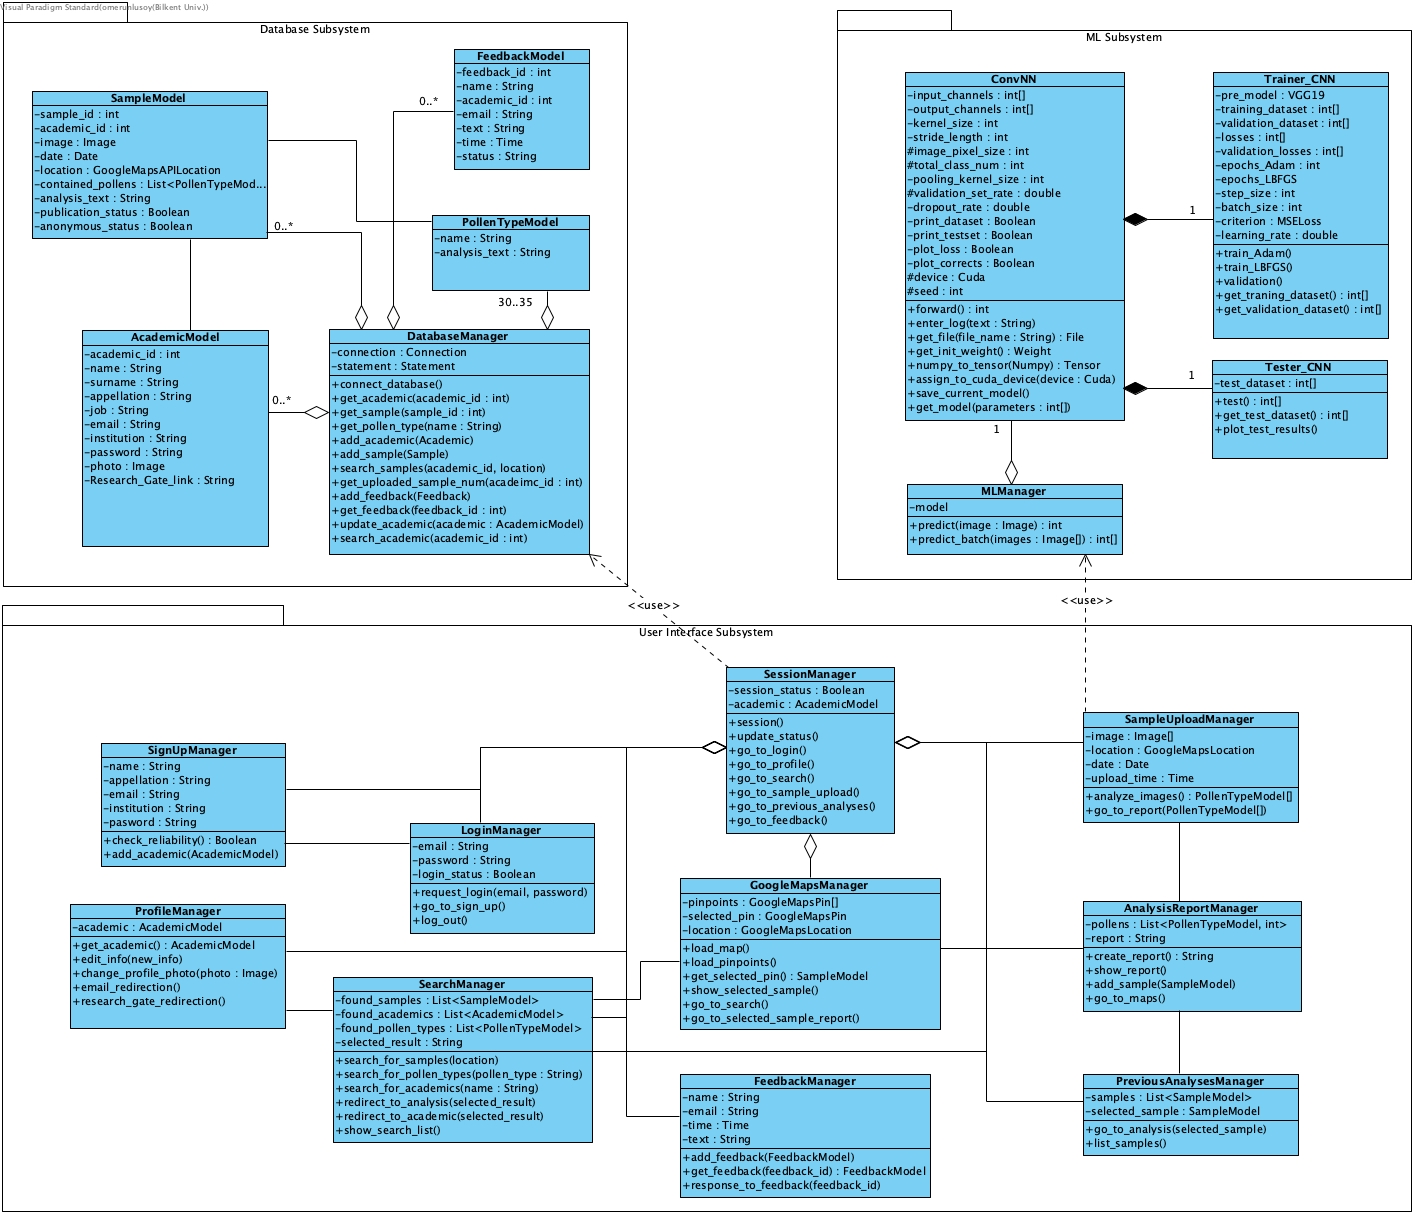 Visual Paradigm Standard(omerunlusoy(Bilkent Univ.))
Database Subsystem
FeedbackModel
-feedback_id : int
-name : String
-academic_id : int
-email : String
-text : String
-time : Time
-status : String
0..*
SampleModel
-sample_id : int
-academic_id : int
-image : Image
-date : Date
-location : GoogleMapsAPILocation
-contained_pollens : List<PollenTypeMod...
-analysis_text : String
-publication_status : Boolean
-anonymous_status : Boolean
0..*
PollenTypeModel
-name : String
-analysis_text : String
30..35
AcademicModel
-academic_id : int
-name : String
-surname : String
-appellation : String
-job : String
-email : String
-institution : String
-password : String
-photo : Image
-Research_Gate_link : String
0..*
DatabaseManager
-connection : Connection
-statement : Statement
+connect_database()
+get_academic(academic_id : int)
+get_sample(sample_id : int)
+get_pollen_type(name : String)
+add_academic(Academic)
+add_sample(Sample)
+search_samples(academic_id, location)
+get_uploaded_sample_num(acadeimc_id : int)
+add_feedback(Feedback)
+get_feedback(feedback_id : int)
+update_academic(academic : AcademicModel)
+search_academic(academic_id : int)
ML Subsystem
ConvNN
-input_channels : int[]
-output_channels : int[]
-kernel_size : int
-stride_length : int
#image_pixel_size : int
#total_class_num : int
-pooling_kernel_size : int
#validation_set_rate : double
-dropout_rate : double
-print_dataset : Boolean
-print_testset : Boolean
-plot_loss : Boolean
-plot_corrects : Boolean
#device : Cuda
#seed : int
+forward() : int
+enter_log(text : String)
+get_file(file_name : String) : File
+get_init_weight() : Weight
+numpy_to_tensor(Numpy) : Tensor
+assign_to_cuda_device(device : Cuda)
+save_current_model()
+get_model(parameters : int[])
1
Trainer_CNN
-pre_model : VGG19
-training_dataset : int[]
-validation_dataset : int[]
-losses : int[]
-validation_losses : int[]
-epochs_Adam : int
-epochs_LBFGS
-step_size : int
-batch_size : int
-criterion : MSELoss
-learning_rate : double
+train_Adam()
+train_LBFGS()
+validation()
+get_traning_dataset() : int[]
+get_validation_dataset() : int[]
1
Tester_CNN
-test_dataset : int[]
+test() : int[]
+get_test_dataset() : int[]
+plot_test_results()
1
MLManager
-model
+predict(image : Image) : int
+predict_batch(images : Image[]) : int[]
<<use>>
<<use>>
User Interface Subsystem
SessionManager
-session_status : Boolean
-academic : AcademicModel
+session()
+update_status()
+go_to_login()
+go_to_profile()
+go_to_search()
+go_to_sample_upload()
+go_to_previous_analyses()
+go_to_feedback()
SampleUploadManager
-image : Image[]
-location : GoogleMapsLocation
-date : Date
-upload_time : Time
+analyze_images() : PollenTypeModel[]
+go_to_report(PollenTypeModel[])
SignUpManager
-name : String
-appellation : String
-email : String
-institution : String
-pasword : String
+check_reliability() : Boolean
+add_academic(AcademicModel)
LoginManager
-email : String
-password : String
-login_status : Boolean
+request_login(email, password)
+go_to_sign_up()
+log_out()
GoogleMapsManager
-pinpoints : GoogleMapsPin[]
-selected_pin : GoogleMapsPin
-location : GoogleMapsLocation
+load_map()
+load_pinpoints()
+get_selected_pin() : SampleModel
+show_selected_sample()
+go_to_search()
+go_to_selected_sample_report()
AnalysisReportManager
-pollens : List<PollenTypeModel, int>
-report : String
+create_report() : String
+show_report()
+add_sample(SampleModel)
+go_to_maps()
ProfileManager
-academic : AcademicModel
+get_academic() : AcademicModel
+edit_info(new_info)
+change_profile_photo(photo : Image)
+email_redirection()
+research_gate_redirection()
SearchManager
-found_samples : List<SampleModel>
-found_academics : List<AcademicModel>
-found_pollen_types : List<PollenTypeModel>
-selected_result : String
+search_for_samples(location)
+search_for_pollen_types(pollen_type : String)
+search_for_academics(name : String)
+redirect_to_analysis(selected_result)
+redirect_to_academic(selected_result)
+show_search_list()
FeedbackManager
-name : String
-email : String
-time : Time
-text : String
+add_feedback(FeedbackModel)
+get_feedback(feedback_id) : FeedbackModel
+response_to_feedback(feedback_id)
PreviousAnalysesManager
-samples : List<SampleModel>
-selected_sample : SampleModel
+go_to_analysis(selected_sample)
+list_samples()